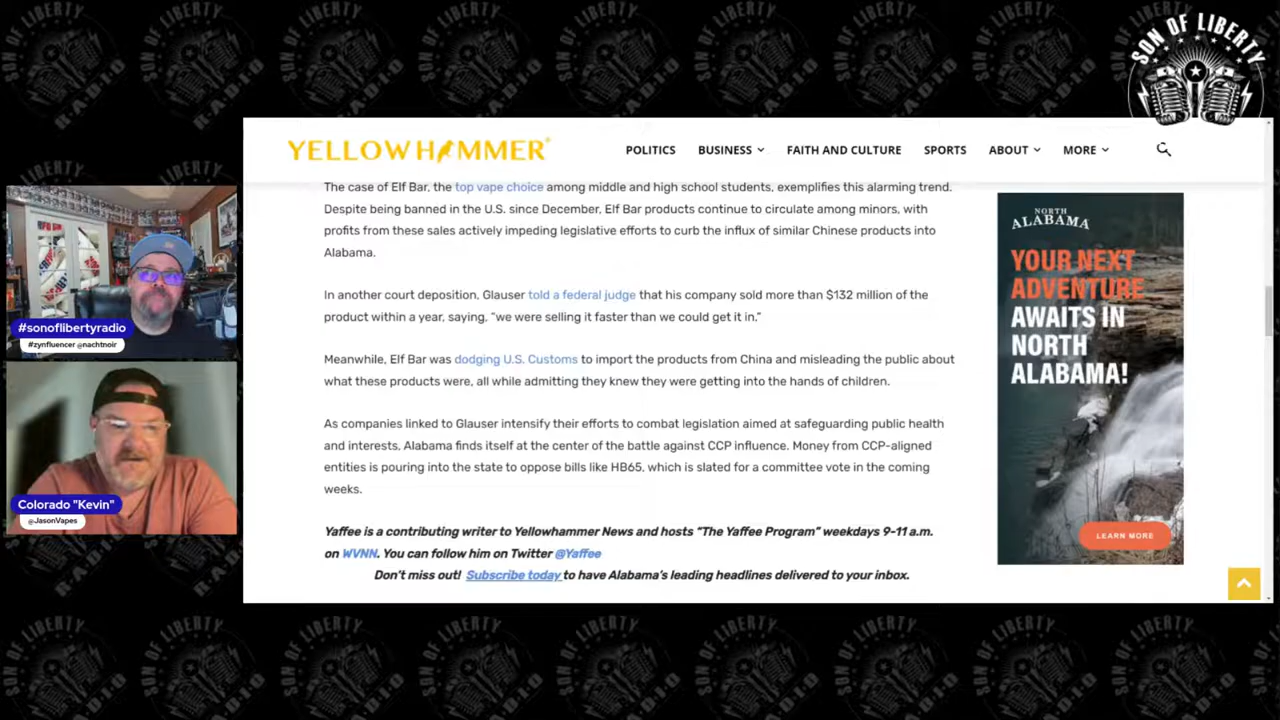 SON OF LIBERTY
YELLOWHAMMER
POLITICS BUSINESS FAITH AND CULTURE SPORTS ABOUT MORE
The case of Elf Bar, the top vape choice among middle and high school students, exemplifies this alarming trend.
Despite being banned in the U.S. since December, Elf Bar products continue to circulate among minors, with
profits from these sales actively impeding legislative efforts to curb the influx of similar Chinese products into
Alabama.
In another court deposition, Glauser told a federal judge that his company sold more than $132 million of the
product within a year, saying, “we were selling it faster than we could get it in.”
Meanwhile, Elf Bar was dodging U.S. Customs to import the products from China and misleading the public about
what these products were, all while admitting they knew they were getting into the hands of children.
As companies linked to Glauser intensify their efforts to combat legislation aimed at safeguarding public health
and interests, Alabama finds itself at the center of the battle against CCP influence. Money from CCP-aligned
entities is pouring into the state to oppose bills like HB65, which is slated for a committee vote in the coming
weeks.
Yaffee is a contributing writer to Yellowhammer News and hosts “The Yaffee Program” weekdays 9-11 a.m.
on WVNN. You can follow him on Twitter @Yaffee
Don’t miss out! Subscribe today to have Alabama’s leading headlines delivered to your inbox.
NORTH
ALABAMA
YOUR NEXT
ADVENTURE
AWAITS IN
NORTH
ALABAMA!
LEARN MORE
#sonoflibertyradio
#zynfluencer @nachtnoir
Colorado "Kevin"
@JasonVapes